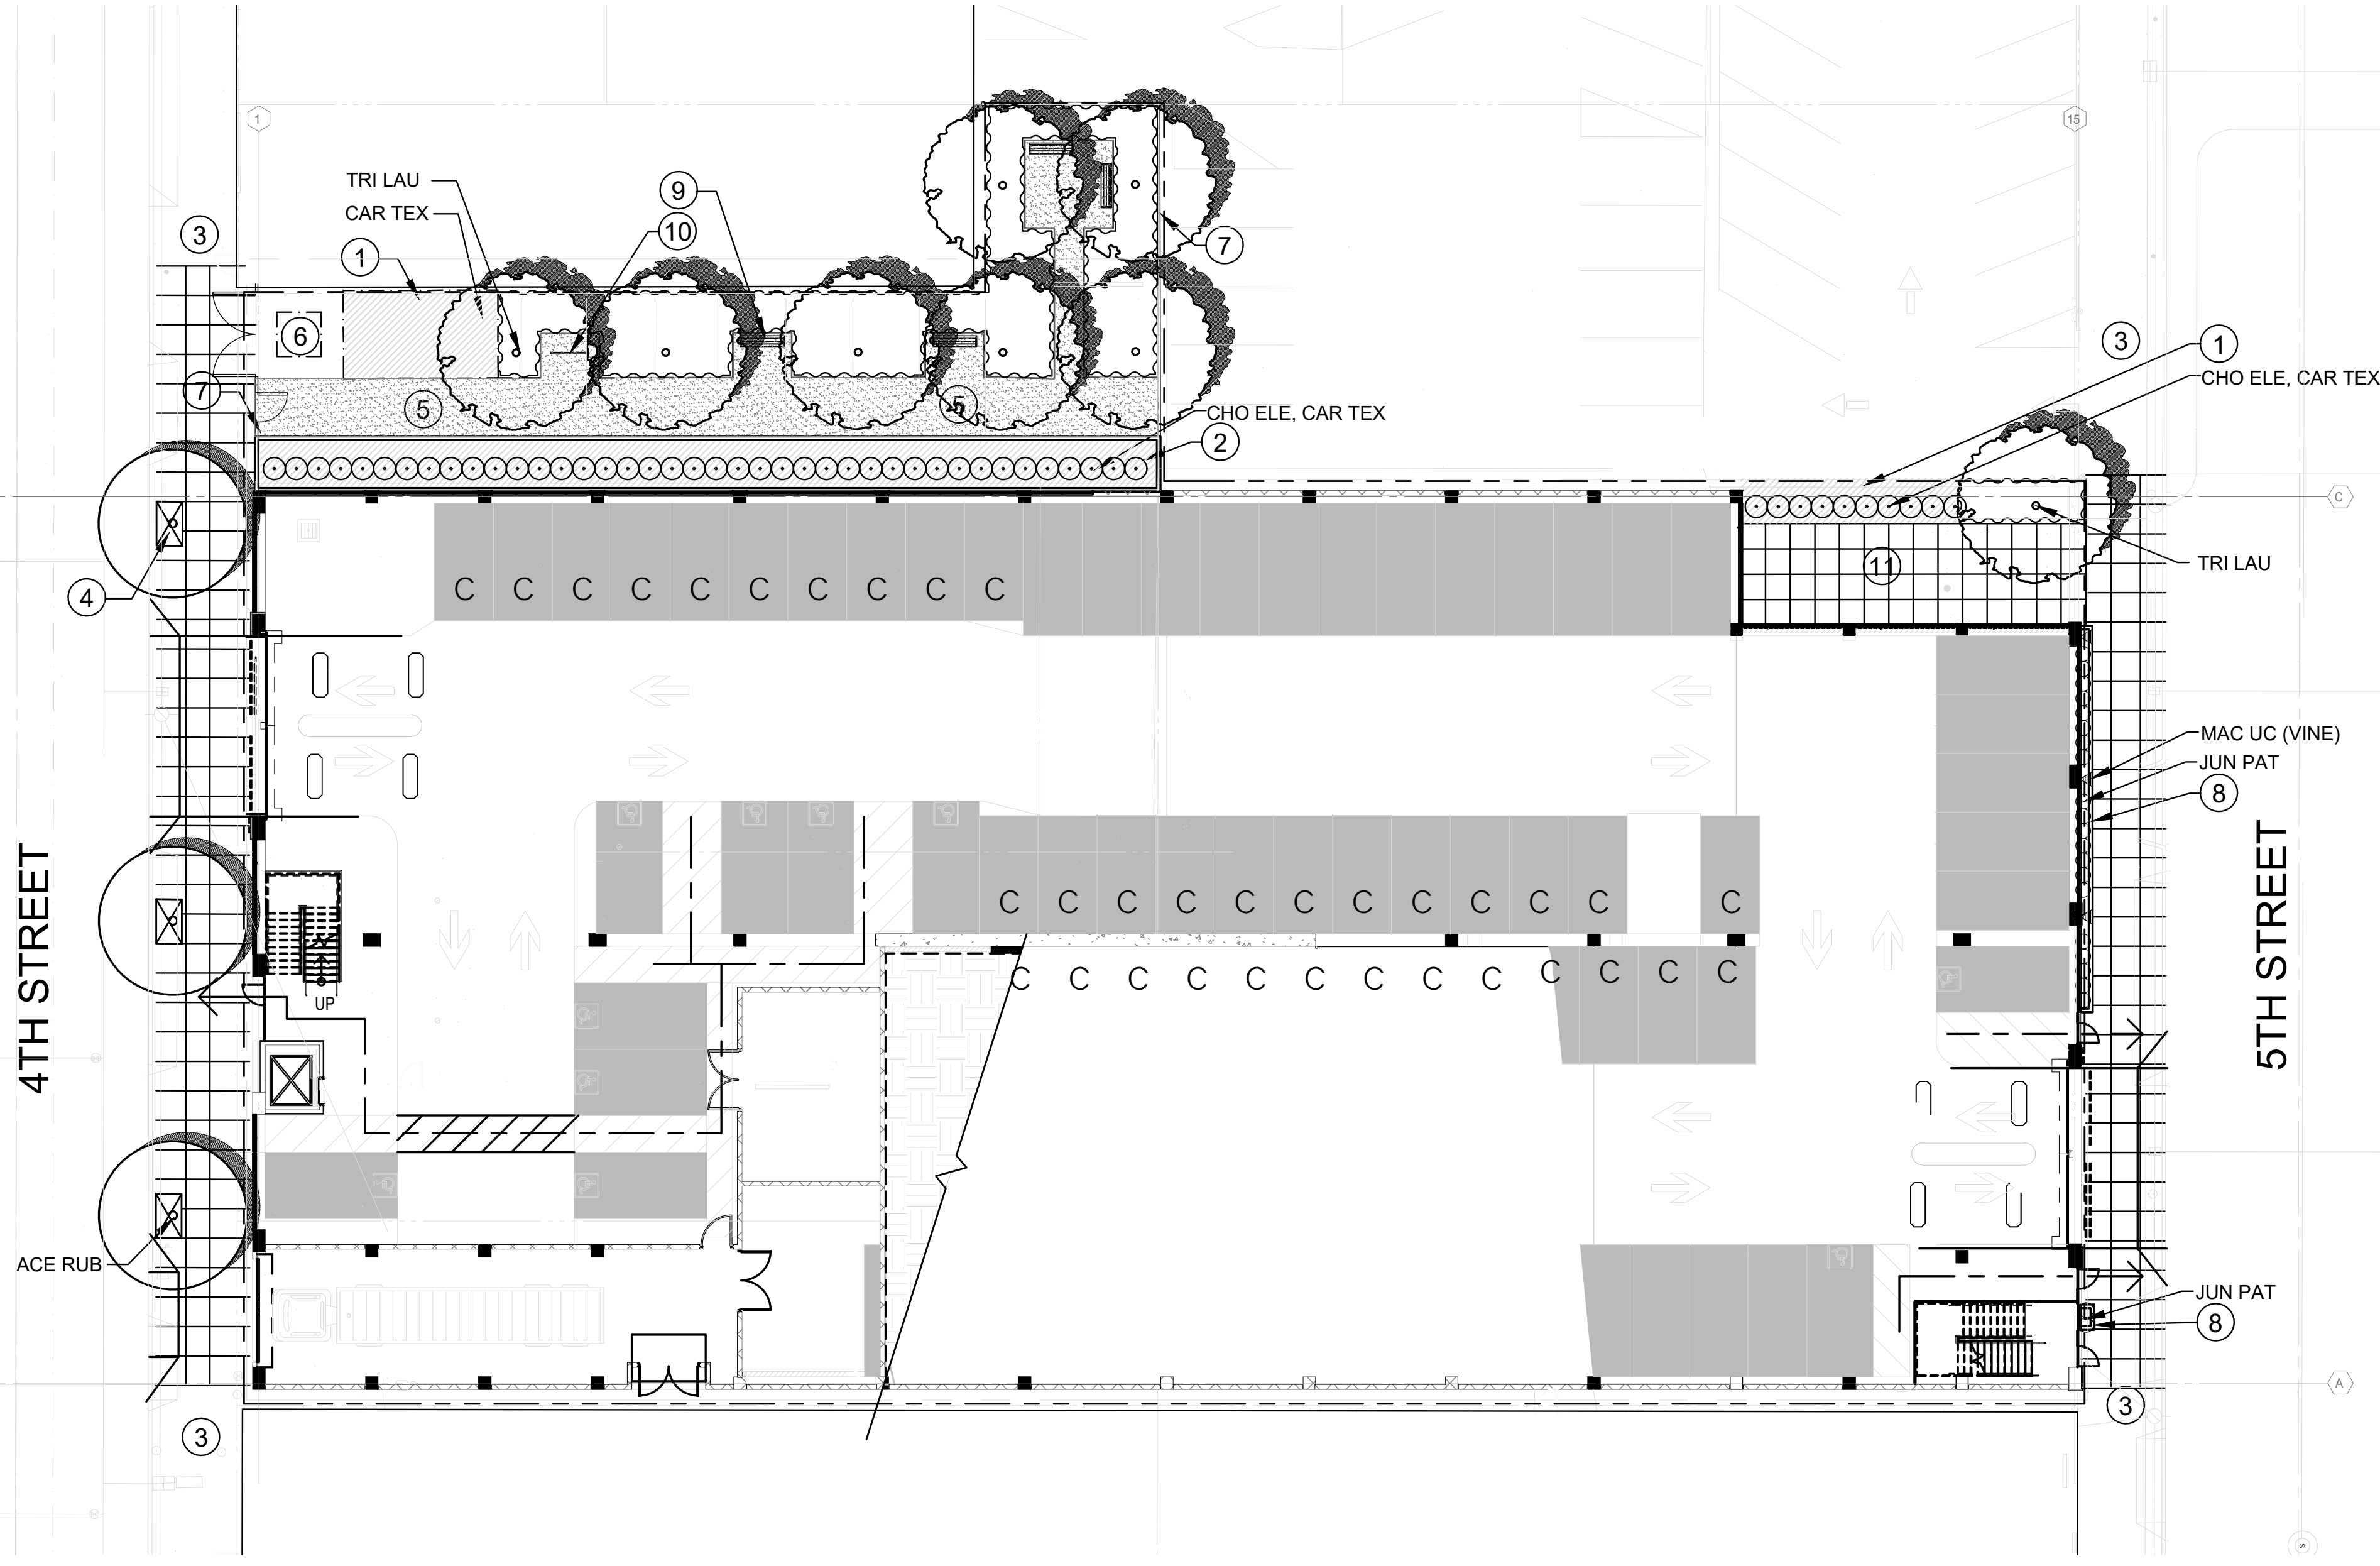 1
15
TRI LAU
CAR TEX
9
10
3
1
7
6
3
1
CHO ELE, CAR TEX
7
5
5
CHO ELE, CAR TEX
2
C
11
TRI LAU
4
C C C C C C C C C C
MAC UC (VINE)
JUN PAT
8
4TH STREET
5TH STREET
C C C C C C C C C C C C
C C C C C C C C C C C C C
UP
ACE RUB
JUN PAT
8
A
3
3
S